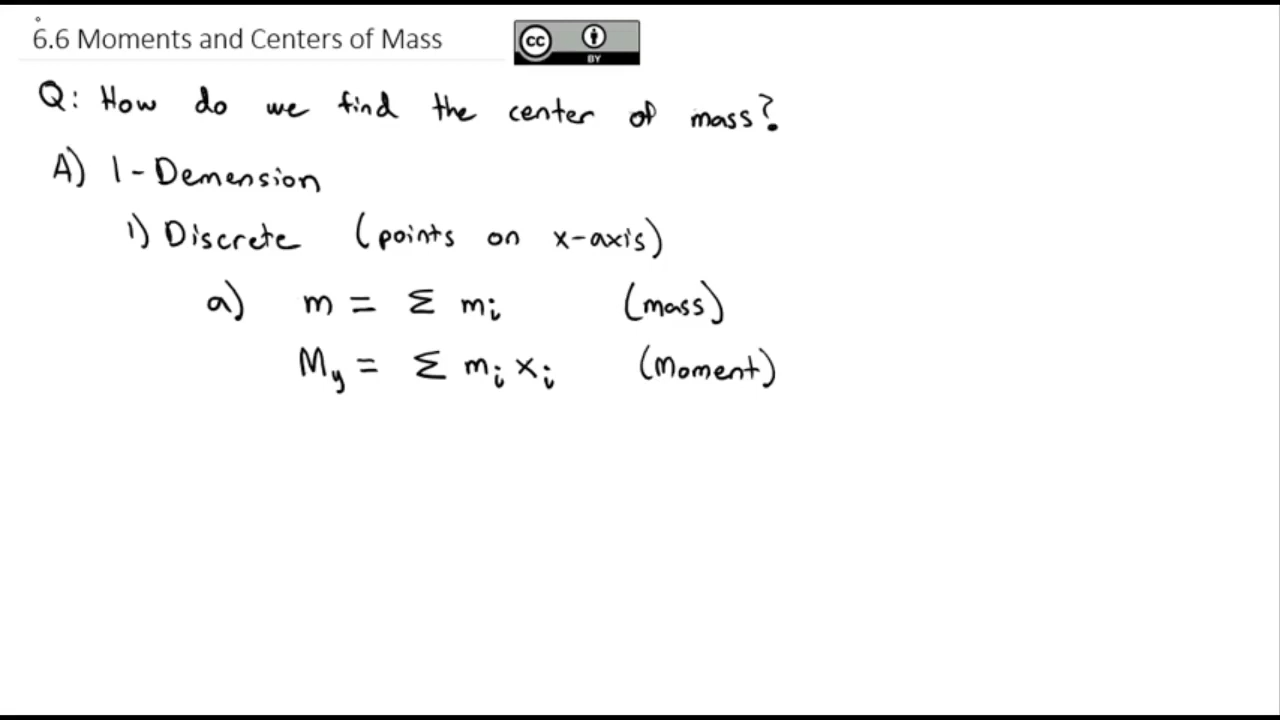 6.6 Moments and Centers of Mass
cc BY
Q: How do we find the center of mass?
A) 1-Demension
1) Discrete (points on x-axis)
a) m = Σ mᵢ (mass)
M_y = Σ mᵢ xᵢ (Moment)